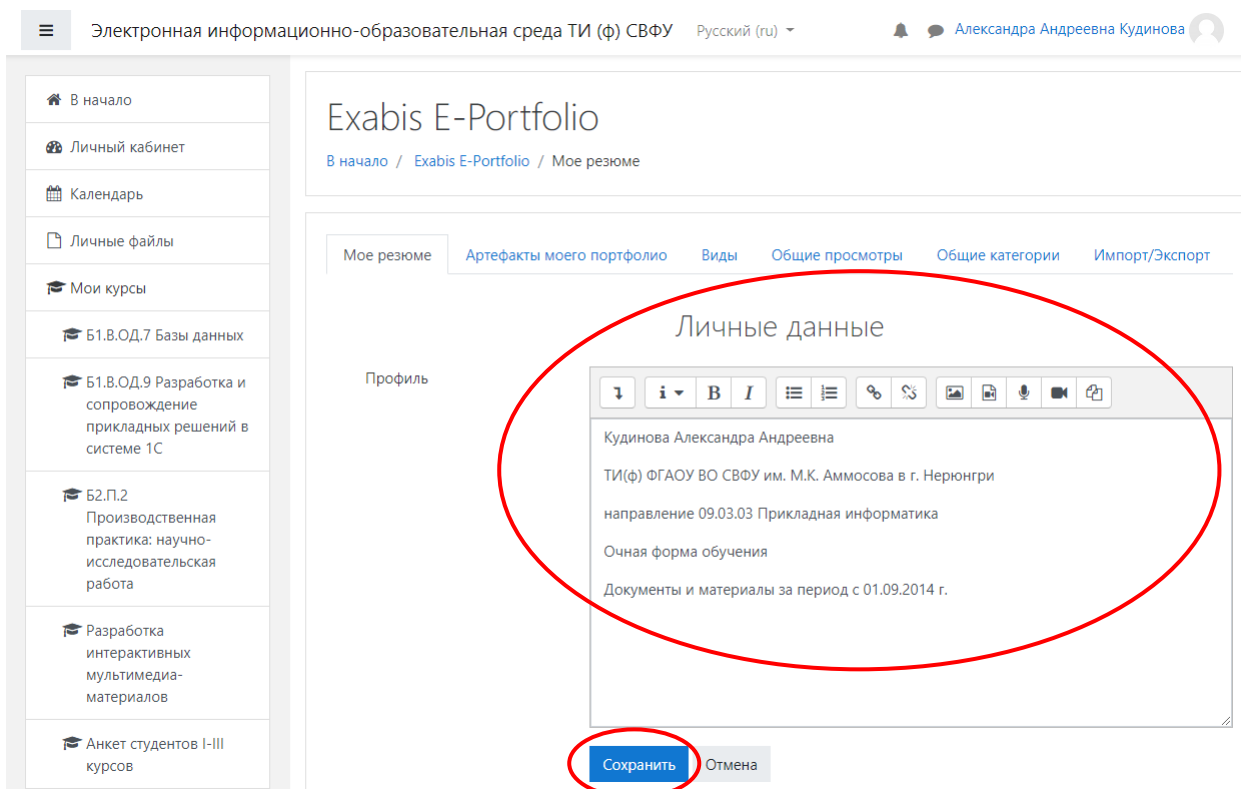 Электронная информационно-образовательная среда ТИ (ф) СВФУ Русский (ru) Александра Андреевна Кудинова
В начало
Личный кабинет
Календарь
Личные файлы
Мои курсы
Б1.В.ОД.7 Базы данных
Б1.В.ОД.9 Разработка и
сопровождение
прикладных решений в
системе 1С
Б2.П.2
Производственная
практика: научно-
исследовательская
работа
Разработка
интерактивных
мультимедиа-
материалов
Анкет студентов I-III
курсов
Exabis E-Portfolio
В начало / Exabis E-Portfolio / Мое резюме
Мое резюме Артефакты моего портфолио Виды Общие просмотры Общие категории Импорт/Экспорт
Личные данные
Профиль
i B I
Кудинова Александра Андреевна
ТИ(ф) ФГАОУ ВО СВФУ им. М.К. Аммосова в г. Нерюнгри
направление 09.03.03 Прикладная информатика
Очная форма обучения
Документы и материалы за период с 01.09.2014 г.
Сохранить Отмена